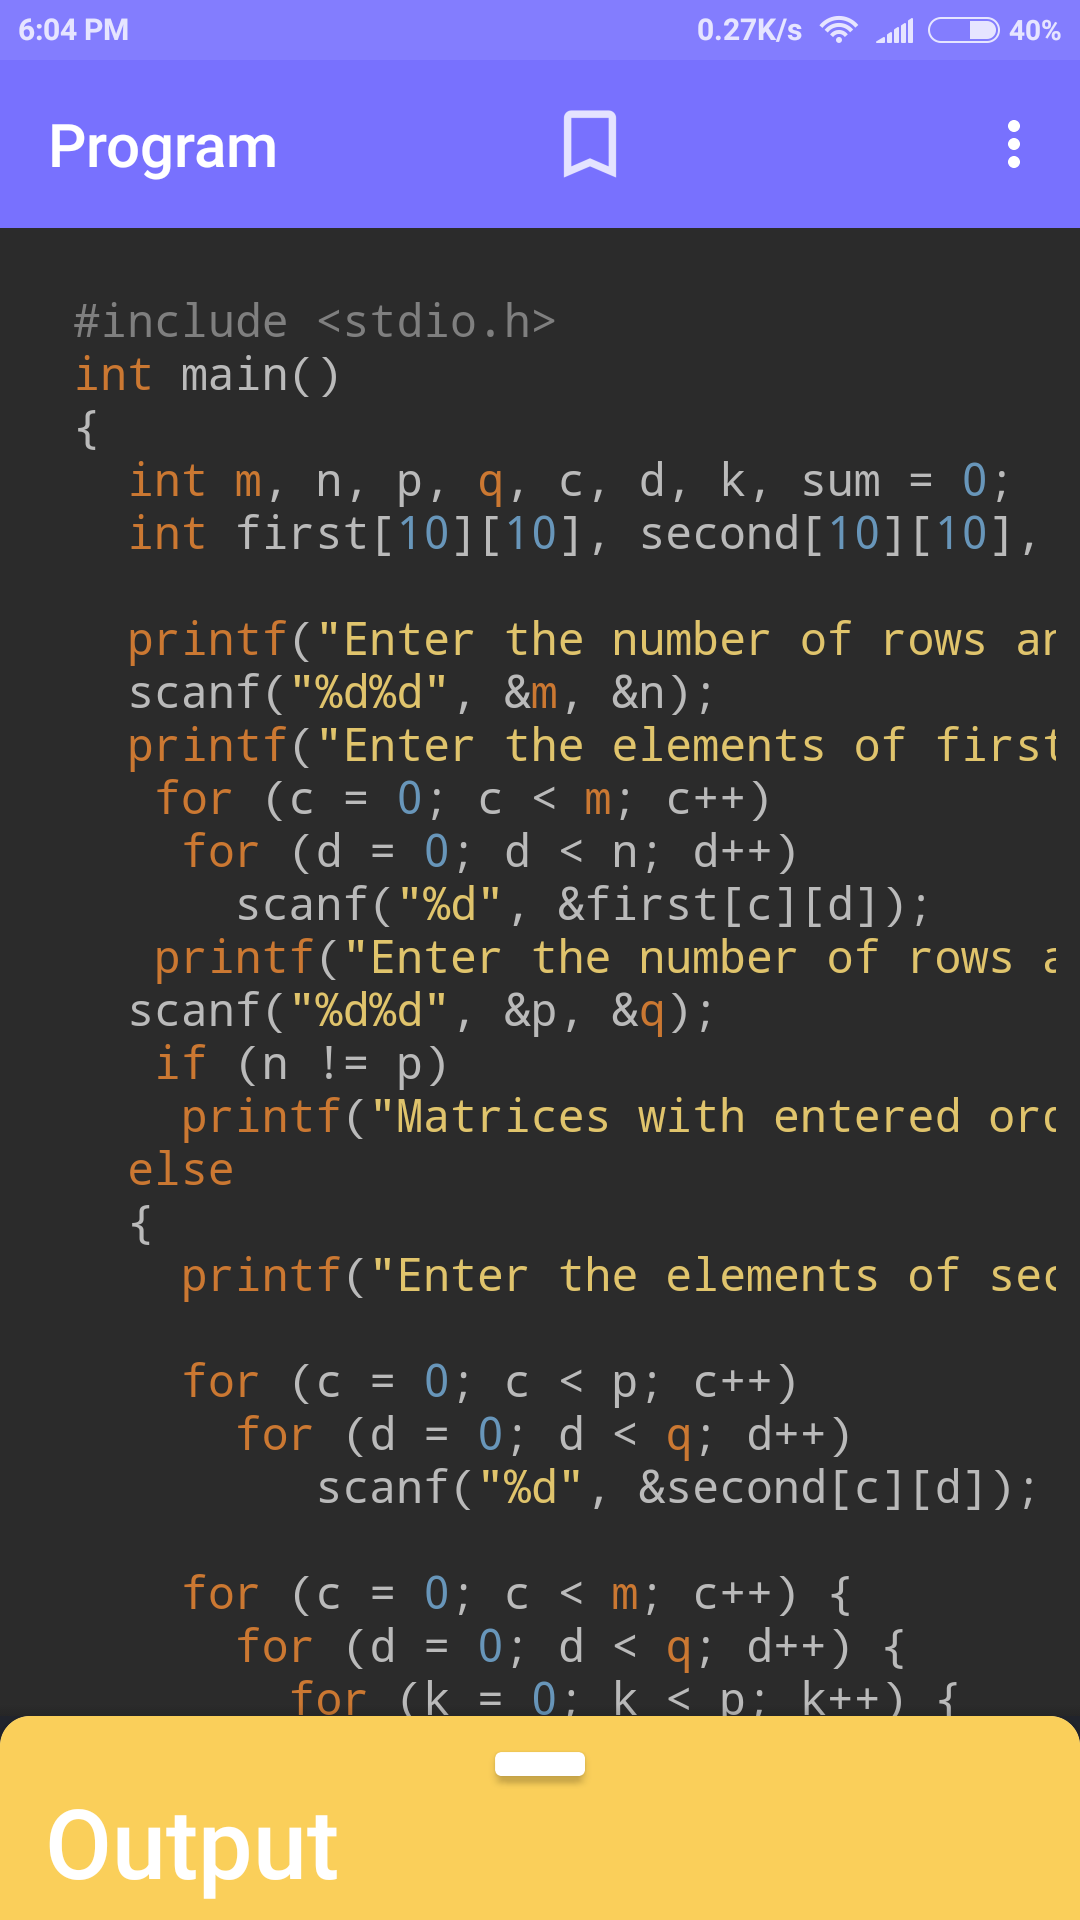 6:04 PM 0.27K/s 40%
Program
#include <stdio.h>
int main()
{
int m, n, p, q, c, d, k, sum = 0;
int first[10][10], second[10][10],
printf("Enter the number of rows
scanf("%d%d", &m, &n);
printf("Enter the elements of first
for (c = 0; c < m; c++)
for (d = 0; d < n; d++)
scanf("%d", &first[c][d]);
printf("Enter the number of rows
scanf("%d%d", &p, &q);
if (n != p)
printf("Matrices with entered
else
{
printf("Enter the elements of
for (c = 0; c < p; c++)
for (d = 0; d < q; d++)
scanf("%d", &second[c][d]);
for (c = 0; c < m; c++) {
for (d = 0; d < q; d++) {
for (k = 0; k < p; k++) {
Output